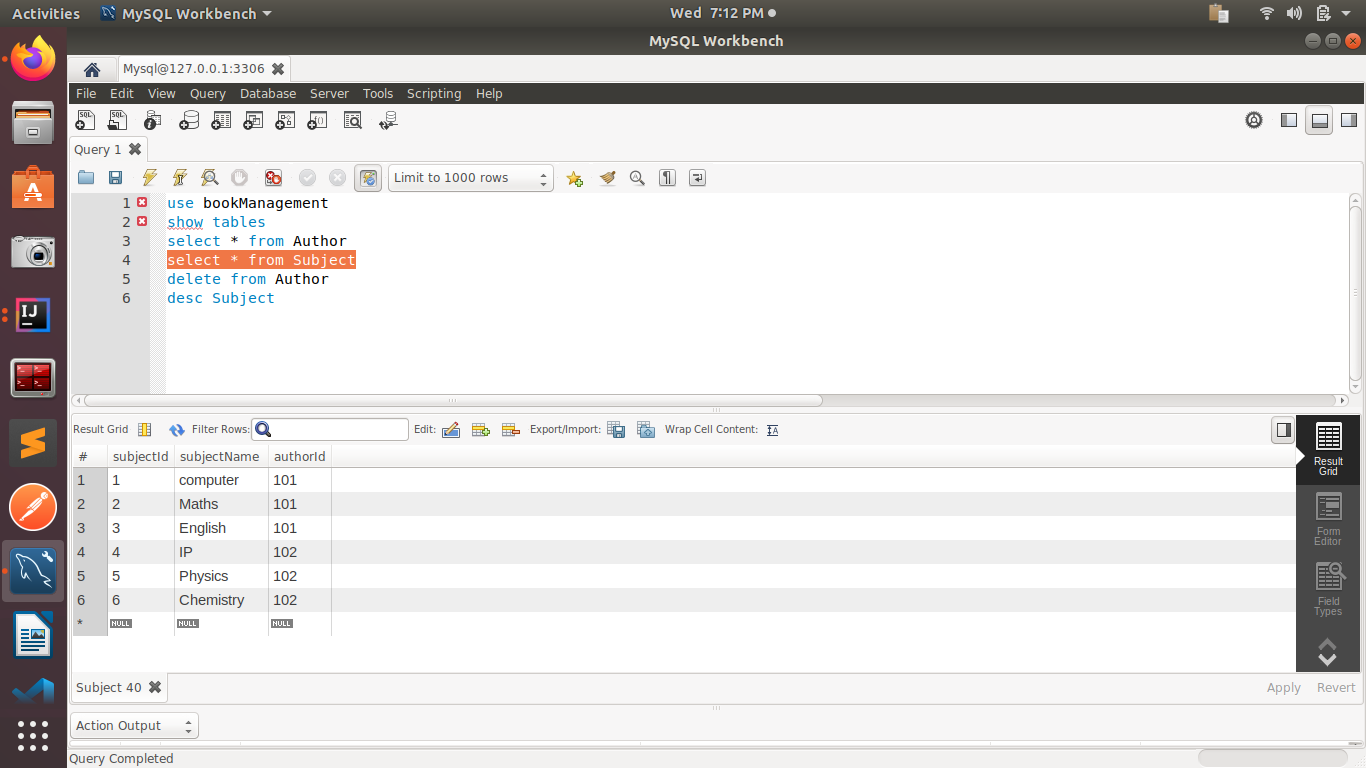 Activities MySQL Workbench Wed 7:12 PM
MySQL Workbench
Mysql@127.0.0.1:3306
File Edit View Query Database Server Tools Scripting Help
Query 1
Limit to 1000 rows
1 use bookManagement
2 show tables
3 select * from Author
4 select * from Subject
5 delete from Author
6 desc Subject
Result Grid Filter Rows: Edit: Export/Import: Wrap Cell Content: IA
# subjectId subjectName authorId
1 1 computer 101
2 2 Maths 101
3 3 English 101
4 4 IP 102
5 5 Physics 102
6 6 Chemistry 102
* NULL NULL NULL
Result
Grid
Form
Editor
Field
Types
Subject 40 Apply Revert
Action Output
Query Completed